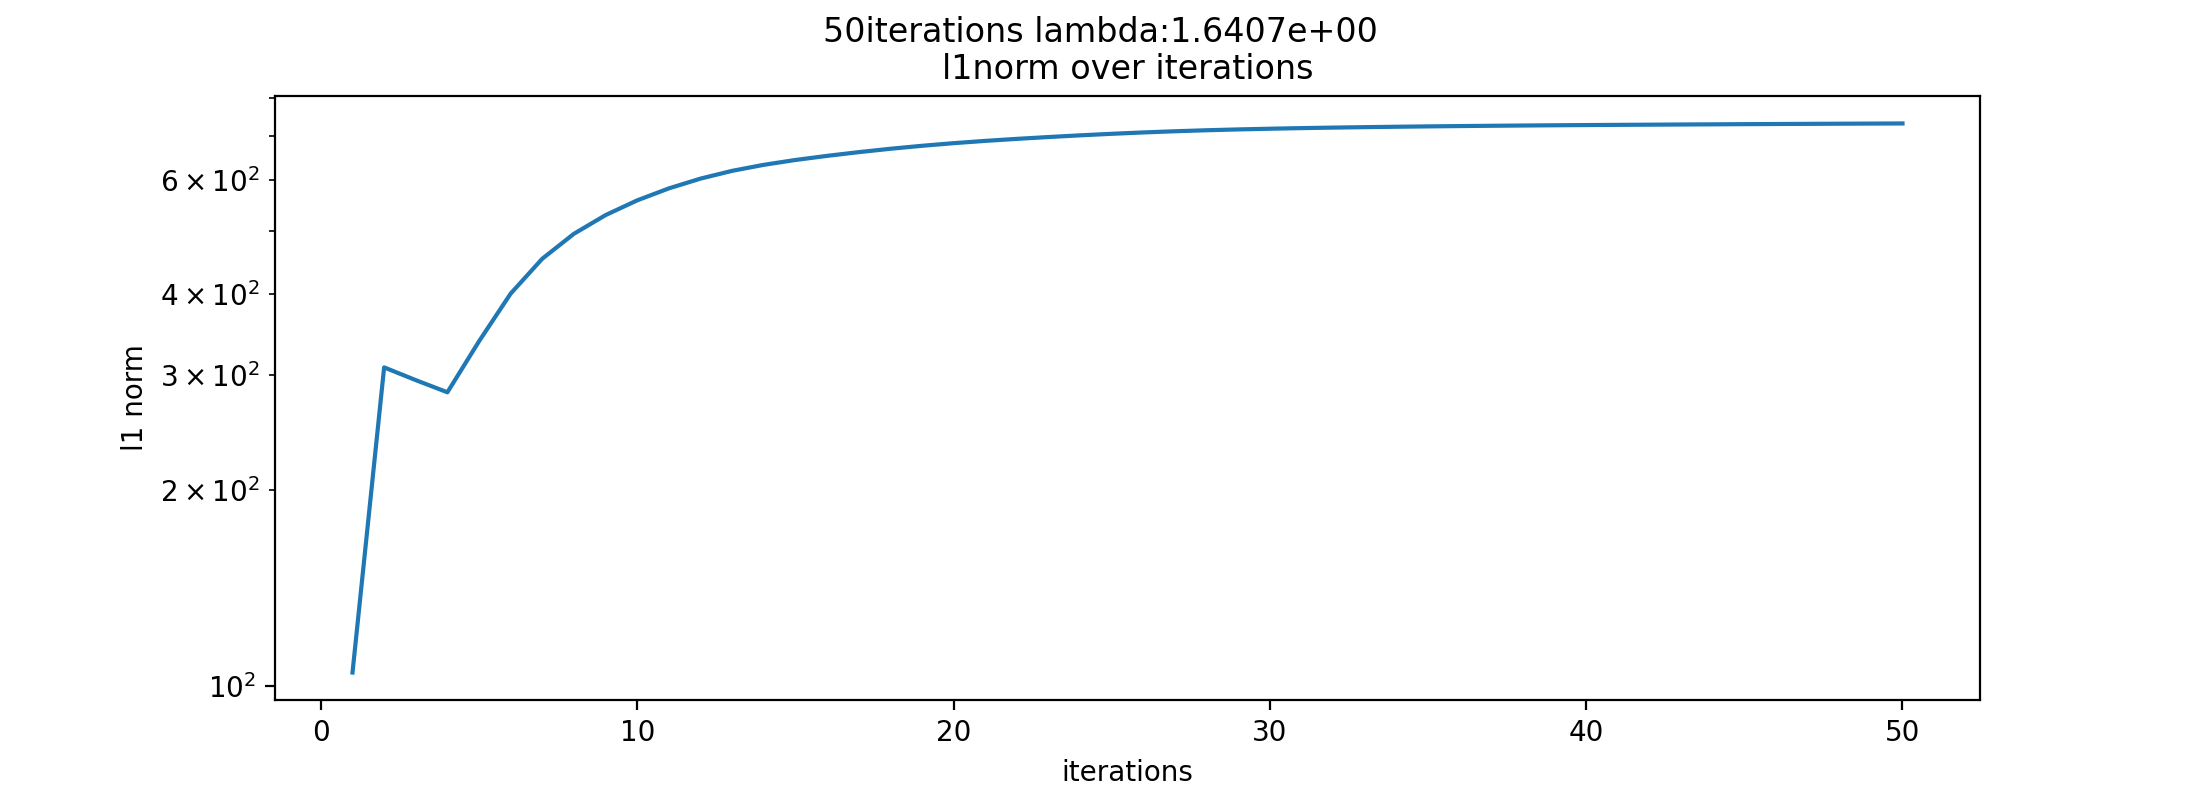 50iterations lambda:1.6407e+00
l1norm over iterations
6 × 10²
4 × 10²
3 × 10²
2 × 10²
10²
l1 norm
0 10 20 30 40 50
iterations